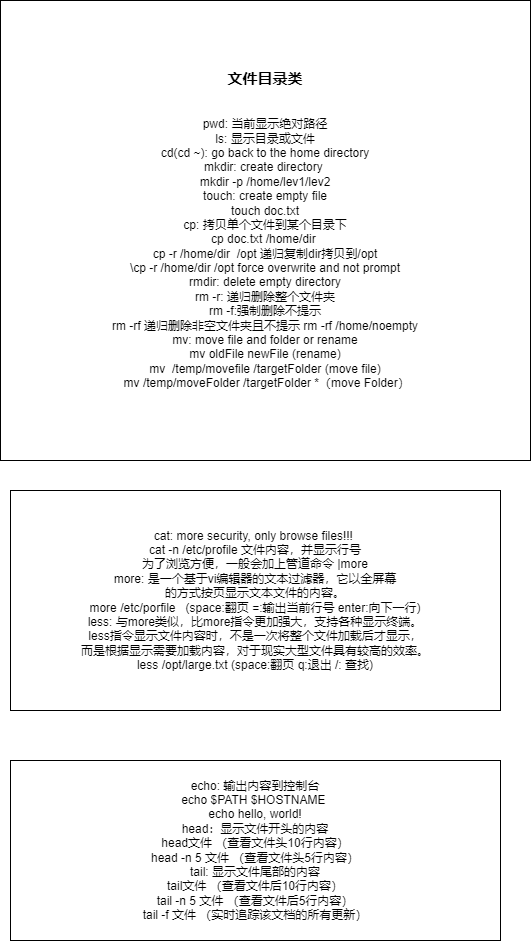 文件目录类
pwd: 当前显示绝对路径
ls: 显示目录或文件
cd(cd ~): go back to the home directory
mkdir: create directory
mkdir -p /home/lev1/lev2
touch: create empty file
touch doc.txt
cp: 拷贝单个文件到某个目录下
cp doc.txt /home/dir
cp -r /home/dir /opt 递归复制dir拷贝到/opt
\cp -r /home/dir /opt force overwrite and not prompt
rmdir: delete empty directory
rm -r: 递归删除整个文件夹
rm -f:强制删除不提示
rm -rf 递归删除非空文件夹且不提示 rm -rf /home/noempty
mv: move file and folder or rename
mv oldFile newFile (rename)
mv /temp/movefile /targetFolder (move file)
mv /temp/moveFolder /targetFolder *（move Folder）
cat: more security, only browse files!!!
cat -n /etc/profile 文件内容，并显示行号
为了浏览方便，一般会加上管道命令 |more
more: 是一个基于vi编辑器的文本过滤器，它以全屏幕
的方式按页显示文本文件的内容。
more /etc/porfile （space:翻页 =:输出当前行号 enter:向下一行）
less: 与more类似，比more指令更加强大，支持各种显示终端。
less指令显示文件内容时，不是一次将整个文件加载后才显示，
而是根据显示需要加载内容，对于现实大型文件具有较高的效率。
less /opt/large.txt (space:翻页 q:退出 /: 查找)
echo: 输出内容到控制台
echo $PATH $HOSTNAME
echo hello, world!
head：显示文件开头的内容
head文件 （查看文件头10行内容）
head -n 5 文件 （查看文件头5行内容）
tail: 显示文件尾部的内容
tail文件 （查看文件后10行内容）
tail -n 5 文件 （查看文件后5行内容）
tail -f 文件 （实时追踪该文档的所有更新）